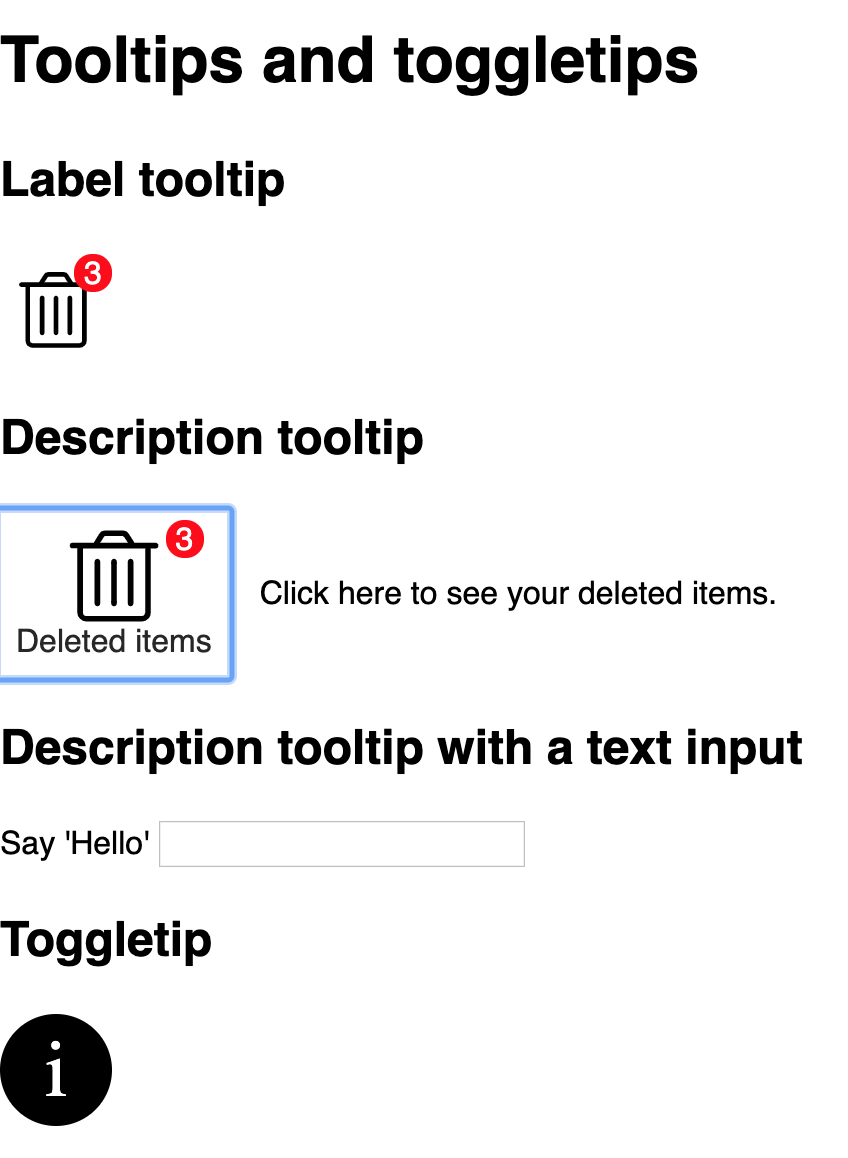 Tooltips and toggletips
Label tooltip
3
Description tooltip
3
Deleted items
Click here to see your deleted items.
Description tooltip with a text input
Say 'Hello'
Toggletip
i